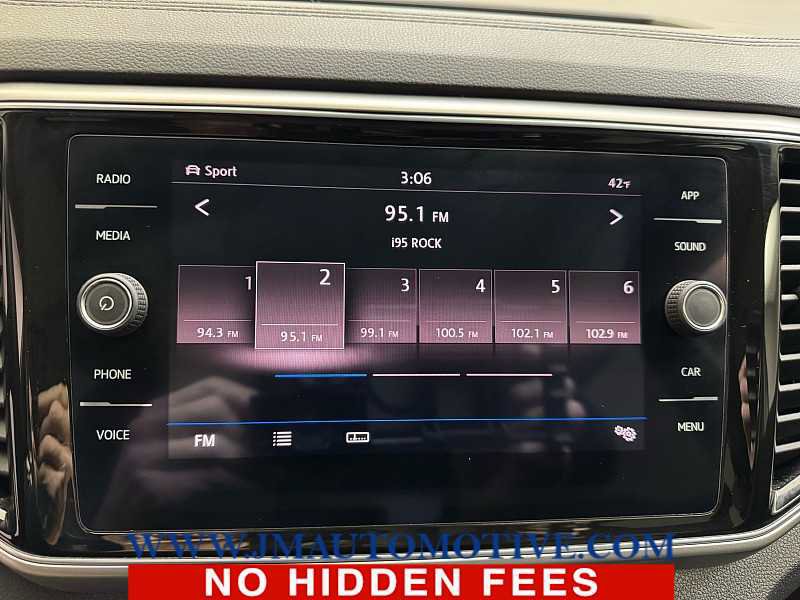 RADIO
MEDIA
PHONE
VOICE
Sport 3:06 42°F
95.1 FM
i95 ROCK
1 94.3 FM
2 95.1 FM
3 99.1 FM
4 100.5 FM
5 102.1 FM
6 102.9 FM
FM
APP
SOUND
CAR
MENU
WWW.JMAUTOMOTIVE.COM
NO HIDDEN FEES